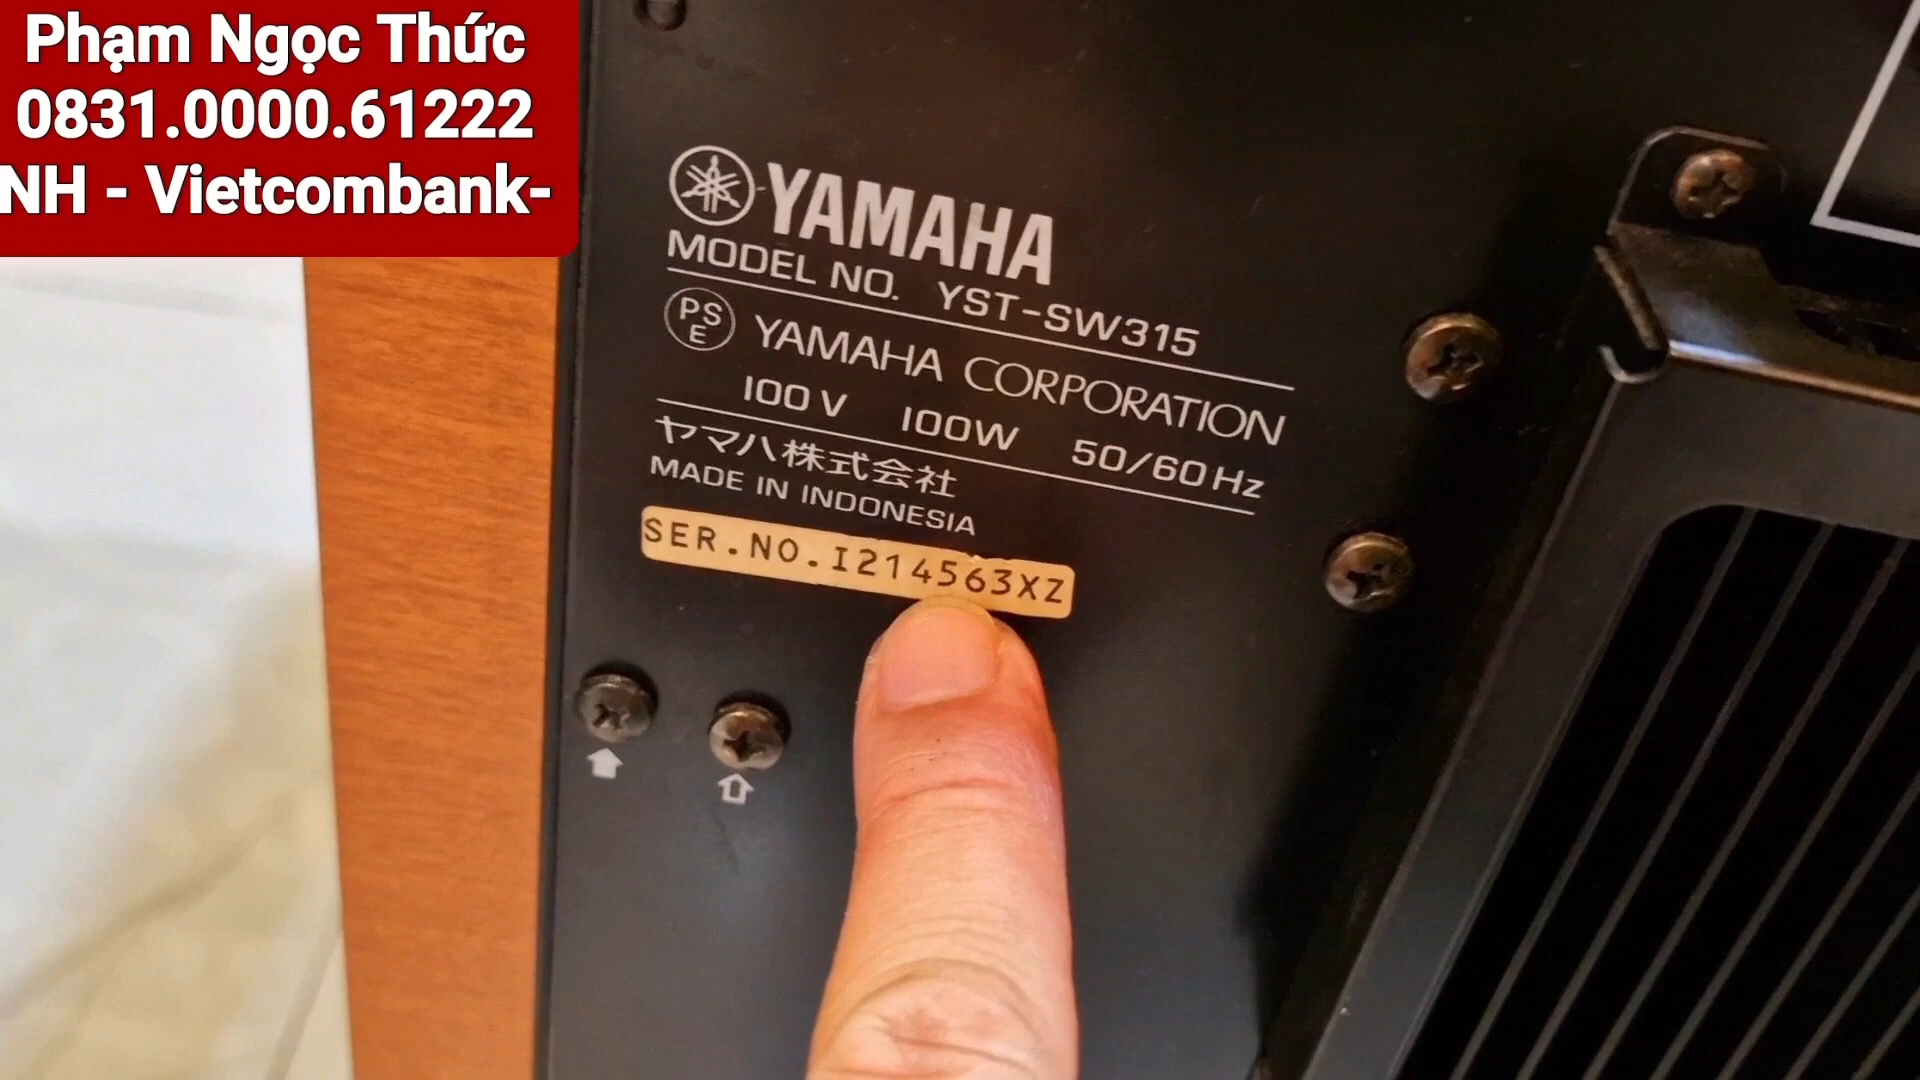 Phạm Ngọc Thức
0831.0000.61222
NH - Vietcombank-
YAMAHA
MODEL NO. YST-SW315
PSE YAMAHA CORPORATION
100 V 100W 50/60 Hz
ヤマハ株式会社
MADE IN INDONESIA
SER.NO.I214563XZ